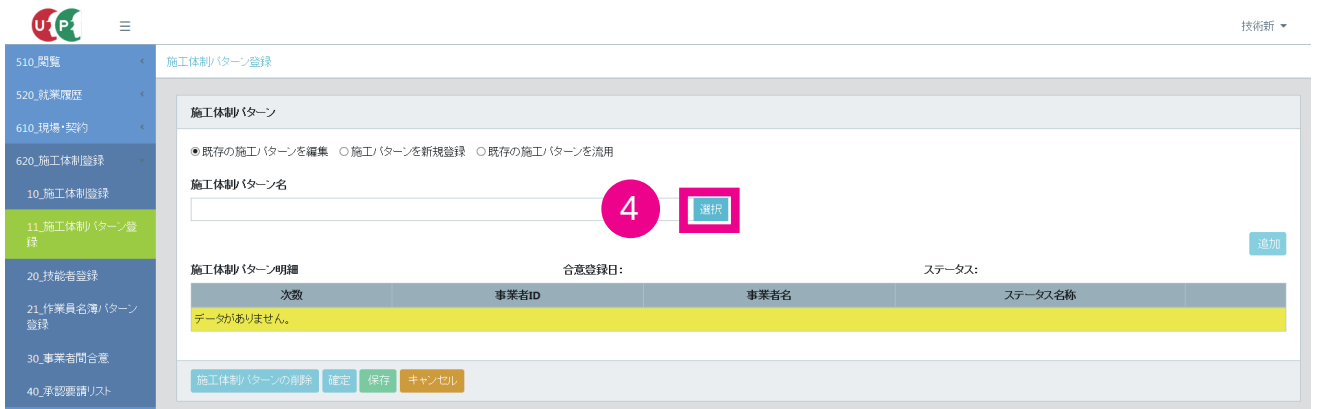 UP
☰
技術新
510_閲覧
520_就業履歴
610_現場・契約
620_施工体制登録
10_施工体制登録
11_施工体制パターン登
録
20_技能者登録
21_作業員名簿パターン
登録
30_事業者間合意
40_承認要請リスト
施工体制パターン登録
施工体制パターン
既存の施工パターンを編集 施工パターンを新規登録 既存の施工パターンを流用
施工体制パターン名
4 選択
追加
施工体制パターン明細 合意登録日: ステータス:
次数 事業者ID 事業者名 ステータス名称
データがありません。
施工体制パターンの削除 確定 保存 キャンセル